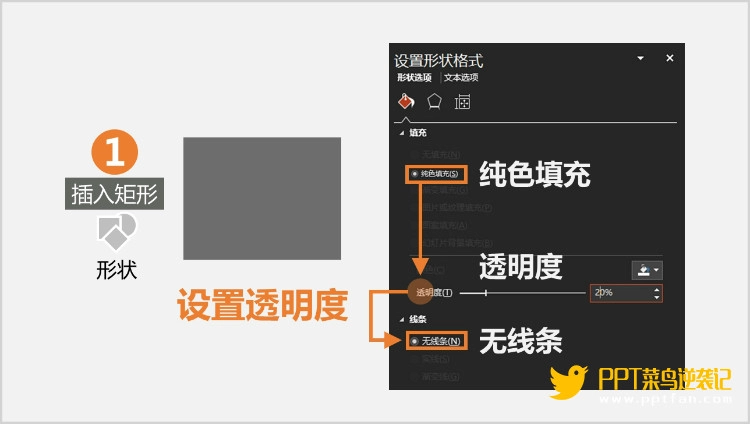 1
插入矩形
形状
设置透明度
设置形状格式
形状选项 文本选项
填充
无填充(N)
纯色填充(S)
纯色填充
渐变填充(G)
图片或纹理填充(P)
图案填充(A)
幻灯片背景填充(B)
颜色(C)
透明度
透明度(T) 20%
线条
无线条(N)
无线条
实线(S)
渐变线(G)
PPT菜鸟逆袭记
www.pptfan.com